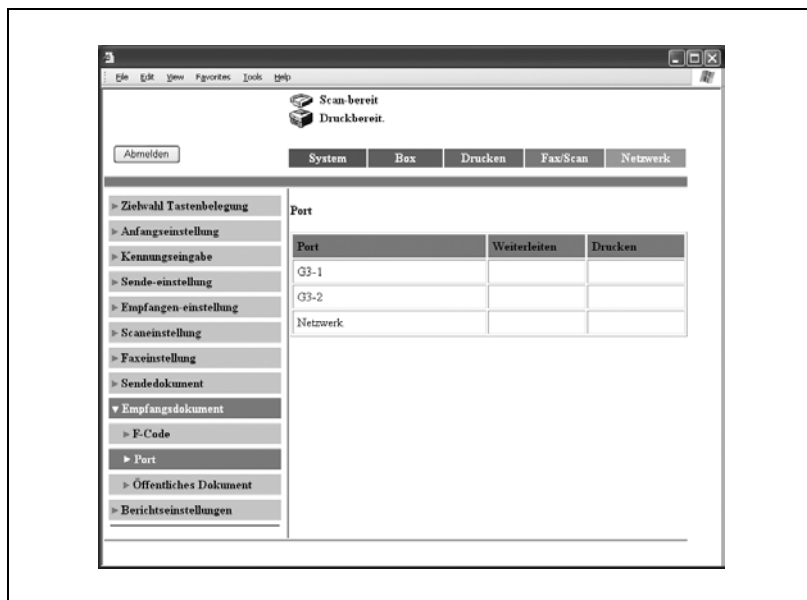 File Edit View Favorites Tools Help
Scan-bereit
Druckbereit.
Abmelden
System Box Drucken Fax/Scan Netzwerk
Zielwahl Tastenbelegung
Anfangseinstellung
Kennungseingabe
Sende-einstellung
Empfangen-einstellung
Scaneinstellung
Faxeinstellung
Sendedokument
Empfangsdokument
F-Code
Port
Öffentliches Dokument
Berichtseinstellungen
Port
Port Weiterleiten Drucken
G3-1
G3-2
Netzwerk